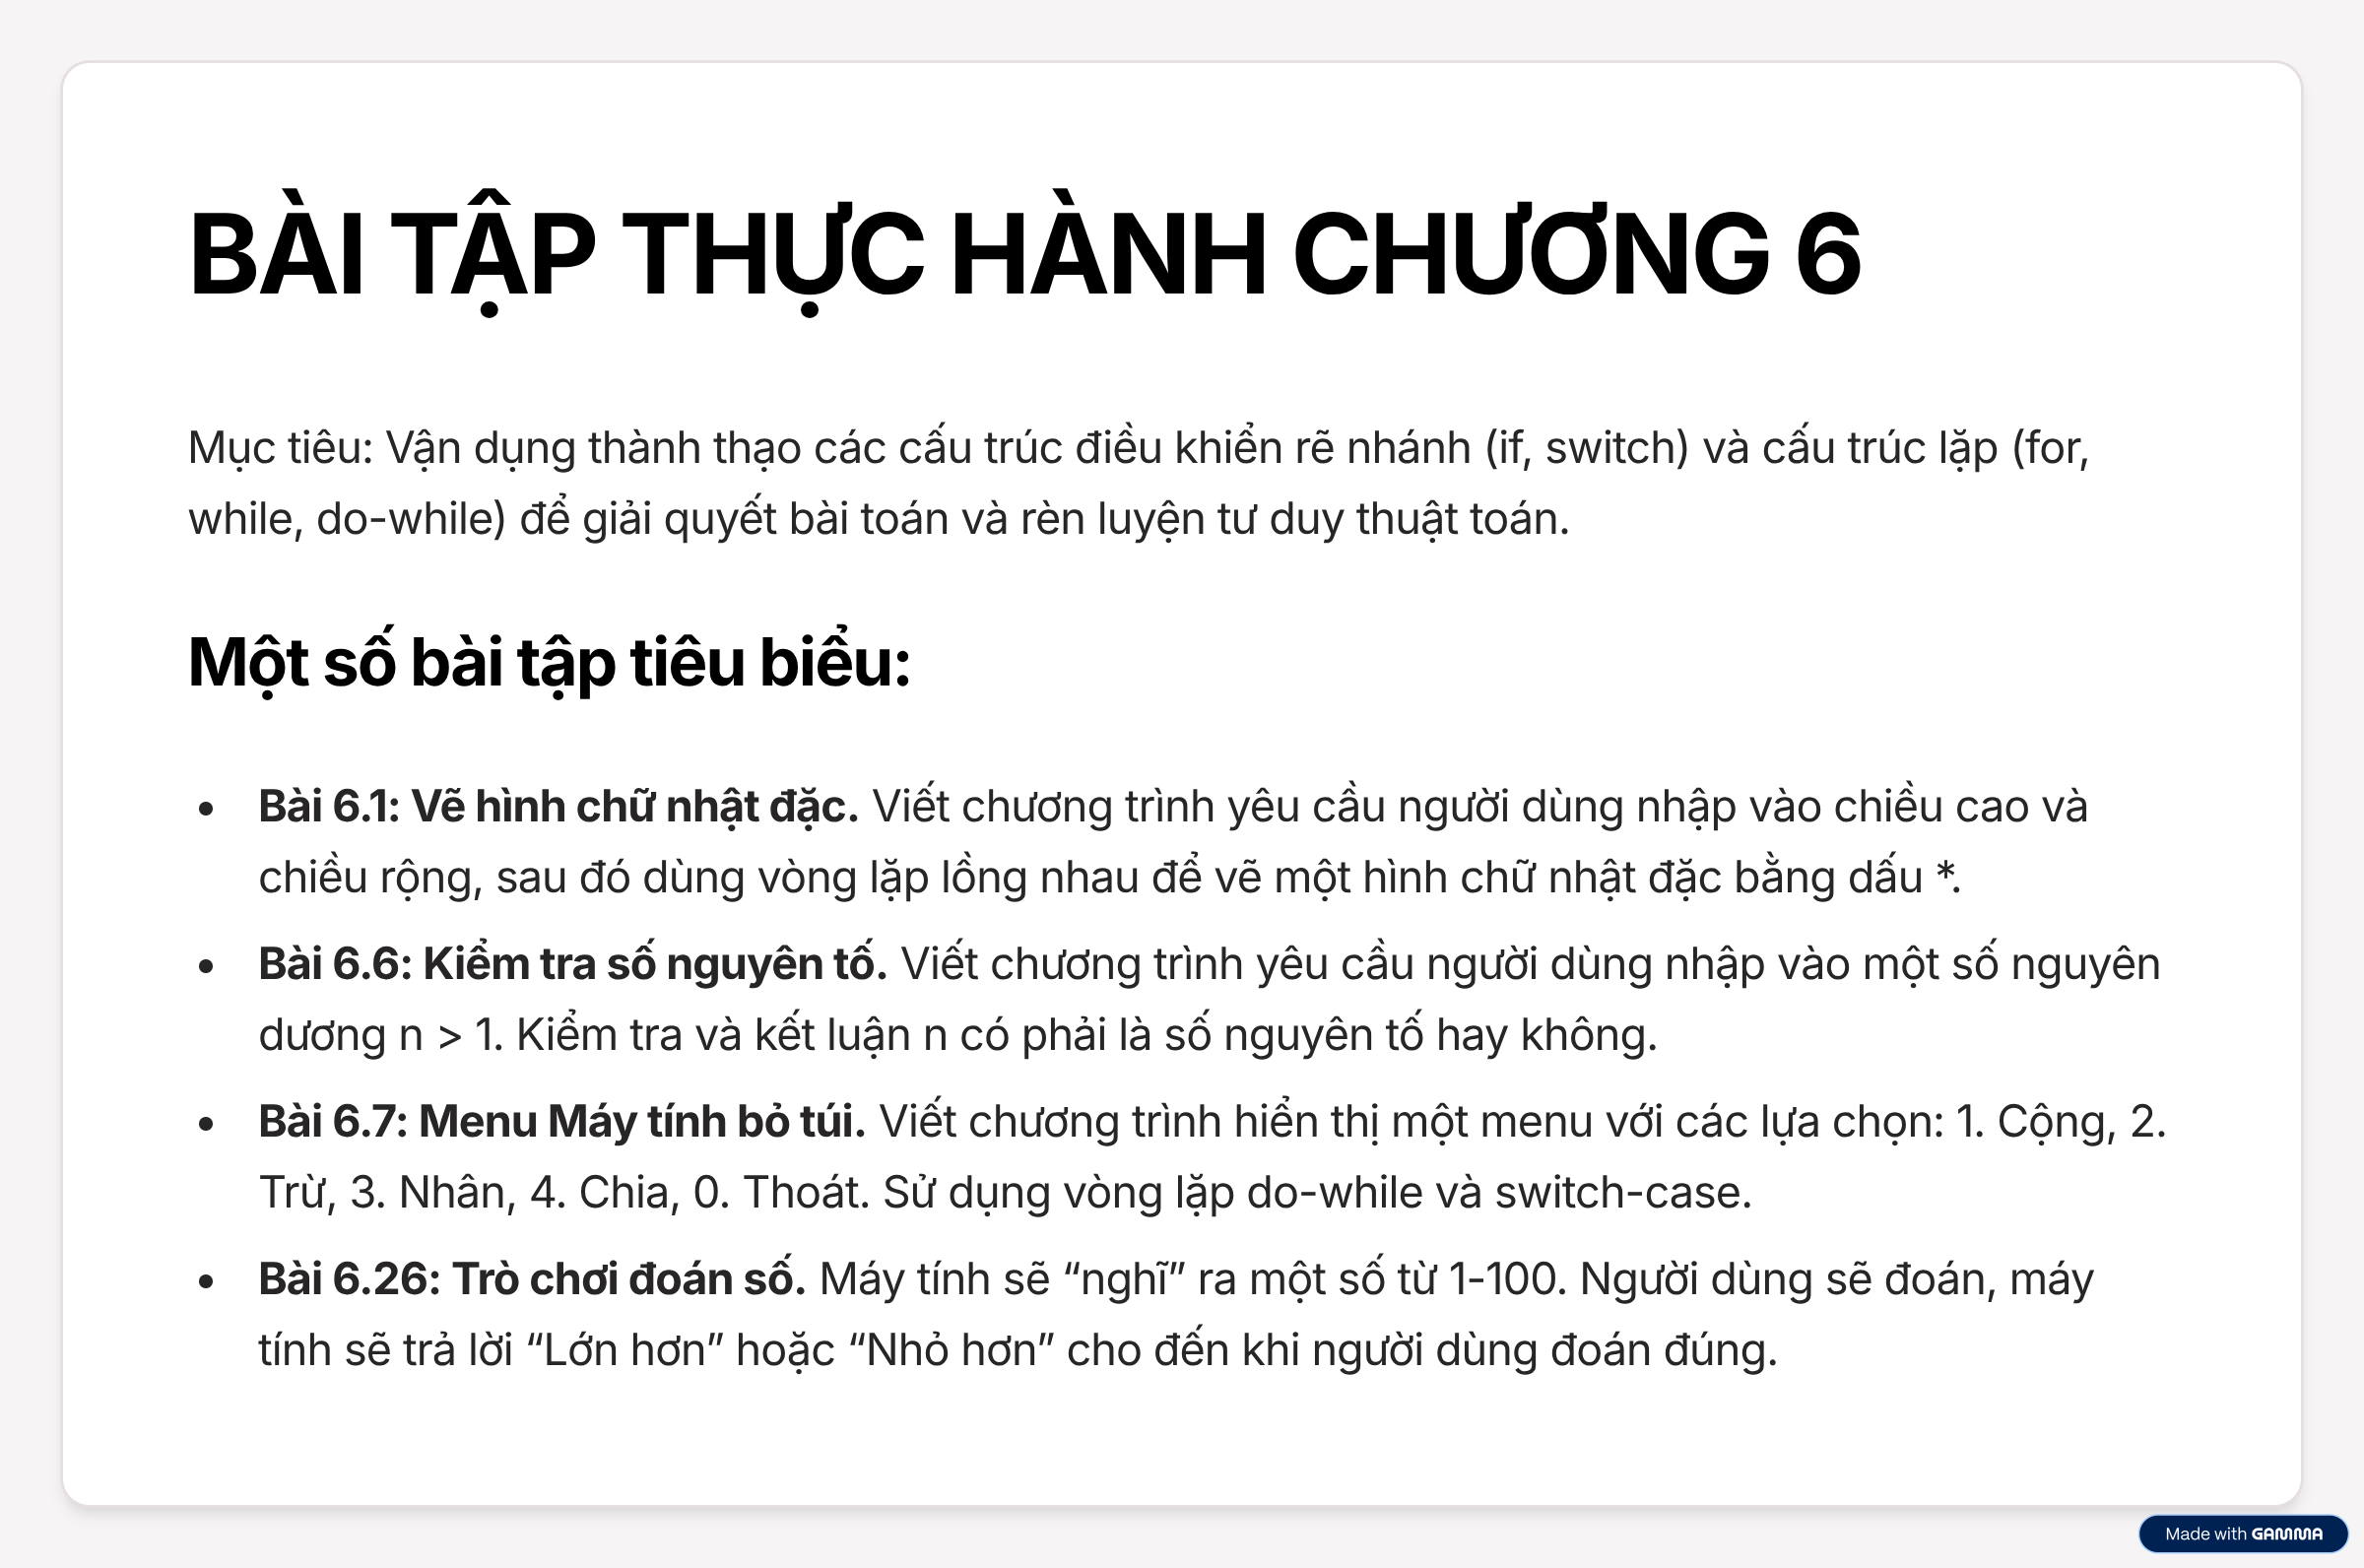 BÀI TẬP THỰC HÀNH CHƯƠNG 6
Mục tiêu: Vận dụng thành thạo các cấu trúc điều khiển rẽ nhánh (if, switch) và cấu trúc lặp (for,
while, do-while) để giải quyết bài toán và rèn luyện tư duy thuật toán.
Một số bài tập tiêu biểu:
• Bài 6.1: Vẽ hình chữ nhật đặc. Viết chương trình yêu cầu người dùng nhập vào chiều cao và
chiều rộng, sau đó dùng vòng lặp lồng nhau để vẽ một hình chữ nhật đặc bằng dấu *.
• Bài 6.6: Kiểm tra số nguyên tố. Viết chương trình yêu cầu người dùng nhập vào một số nguyên
dương n > 1. Kiểm tra và kết luận n có phải là số nguyên tố hay không.
• Bài 6.7: Menu Máy tính bỏ túi. Viết chương trình hiển thị một menu với các lựa chọn: 1. Cộng, 2.
Trừ, 3. Nhân, 4. Chia, 0. Thoát. Sử dụng vòng lặp do-while và switch-case.
• Bài 6.26: Trò chơi đoán số. Máy tính sẽ “nghĩ” ra một số từ 1-100. Người dùng sẽ đoán, máy
tính sẽ trả lời “Lớn hơn” hoặc “Nhỏ hơn” cho đến khi người dùng đoán đúng.
Made with GAMMA